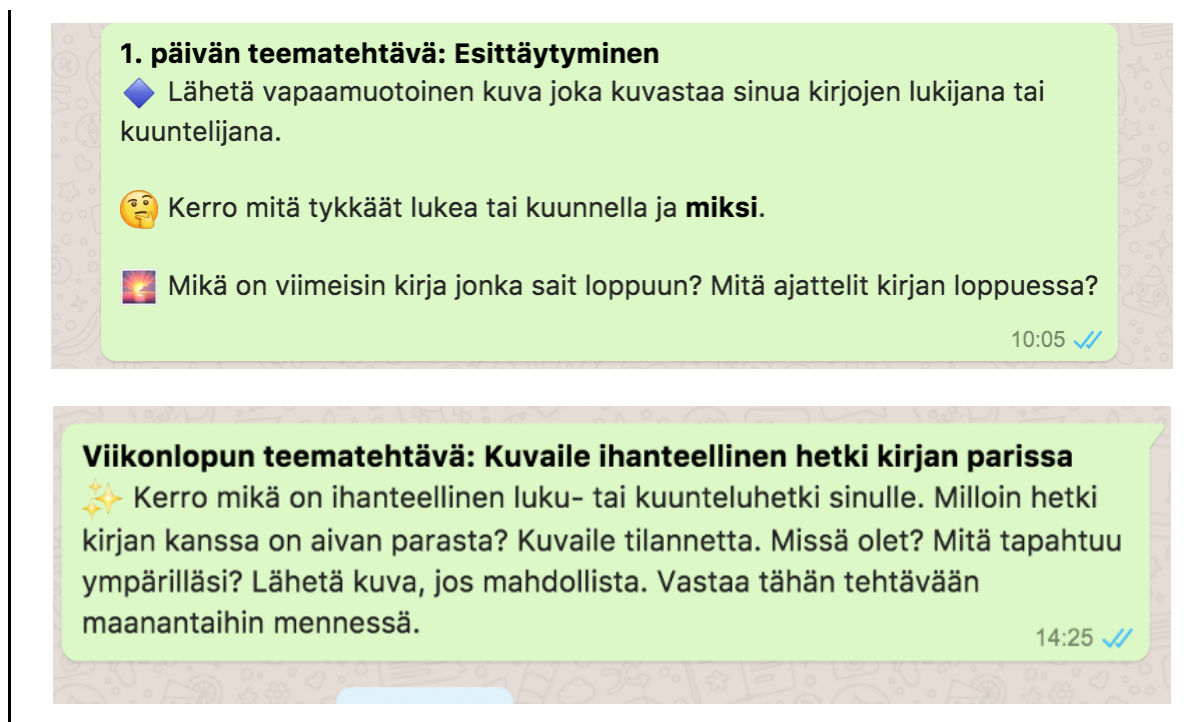 1. päivän teematehtävä: Esittäytyminen
🔷 Lähetä vapaamuotoinen kuva joka kuvastaa sinua kirjojen lukijana tai
kuuntelijana.
🤔 Kerro mitä tykkäät lukea tai kuunnella ja miksi.
🌅 Mikä on viimeisin kirja jonka sait loppuun? Mitä ajattelit kirjan loppuessa?
10:05
Viikonlopun teematehtävä: Kuvaile ihanteellinen hetki kirjan parissa
✨ Kerro mikä on ihanteellinen luku- tai kuunteluhetki sinulle. Milloin hetki
kirjan kanssa on aivan parasta? Kuvaile tilannetta. Missä olet? Mitä tapahtuu
ympärilläsi? Lähetä kuva, jos mahdollista. Vastaa tähän tehtävään
maanantaihin mennessä.
14:25